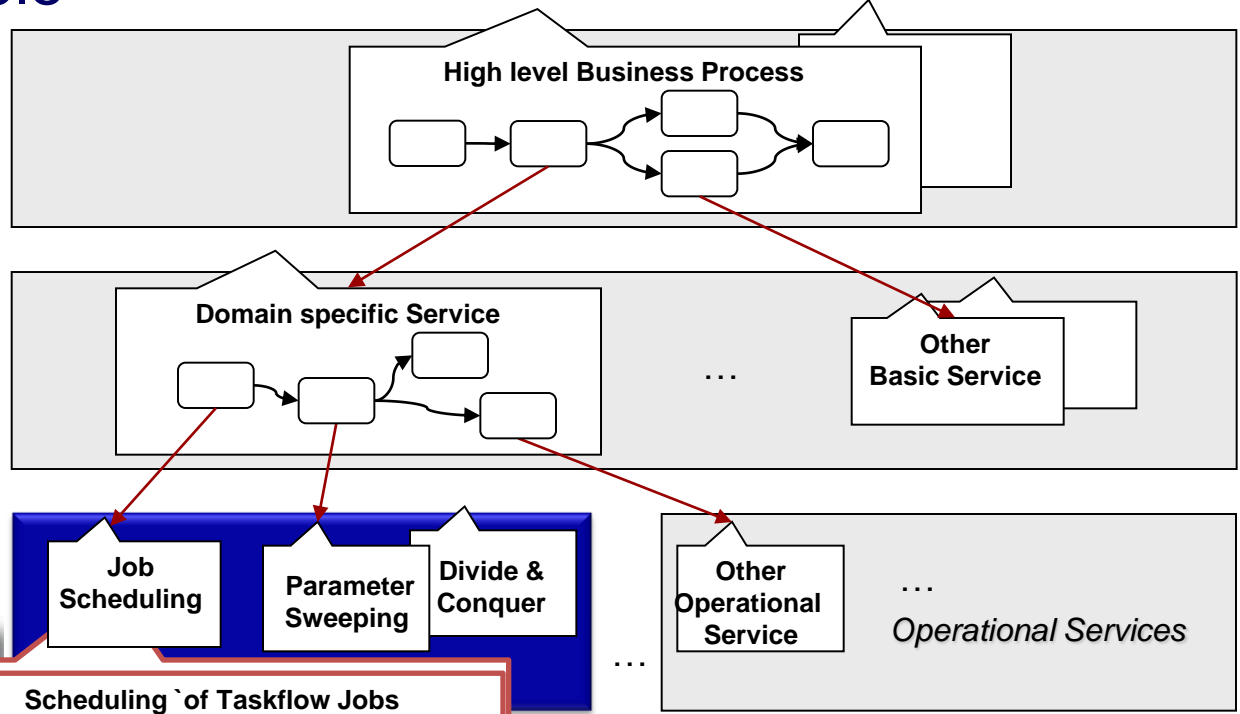 High level Business Process
Domain specific Service
...
Other
Basic Service
Job
Scheduling
Parameter
Sweeping
Divide &
Conquer
...
Other
Operational
Service
...
Operational Services
Scheduling `of Taskflow Jobs